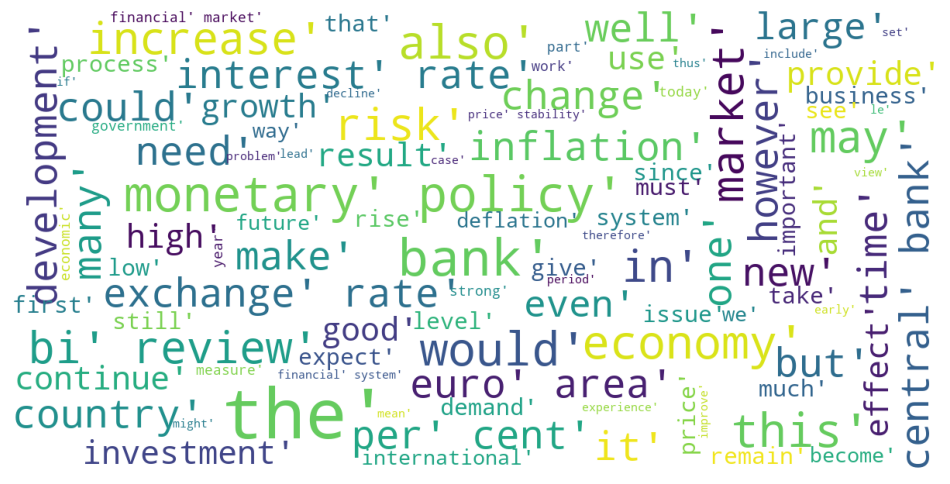 financial' market'
that'
well'
large'
set'
increase'
also'
part'
include'
development'
process'
interest' rate'
work'
use'
thus'
market'
provide'
if'
could'
growth'
decline'
change'
today'
however'
see'
business'
le'
government'
way'
risk'
price' stability'
may'
need'
problem'
lead'
result'
case'
inflation'
since'
important'
and'
view'
many'
monetary' policy'
must'
economic'
future'
rise'
deflation'
system'
one'
time'
central' bank'
high'
year'
therefore'
low'
make'
bank'
give'
in'
new'
period'
take'
first'
exchange' rate'
strong'
even'
issue'
we'
early'
effect'
still'
good'
level'
bi' review'
expect'
would'
economy'
but'
continue'
measure'
financial' system'
euro' area'
much'
country'
might'
the'
mean'
demand'
experience'
price'
improve'
this'
per' cent'
it'
investment'
international'
remain'
become'